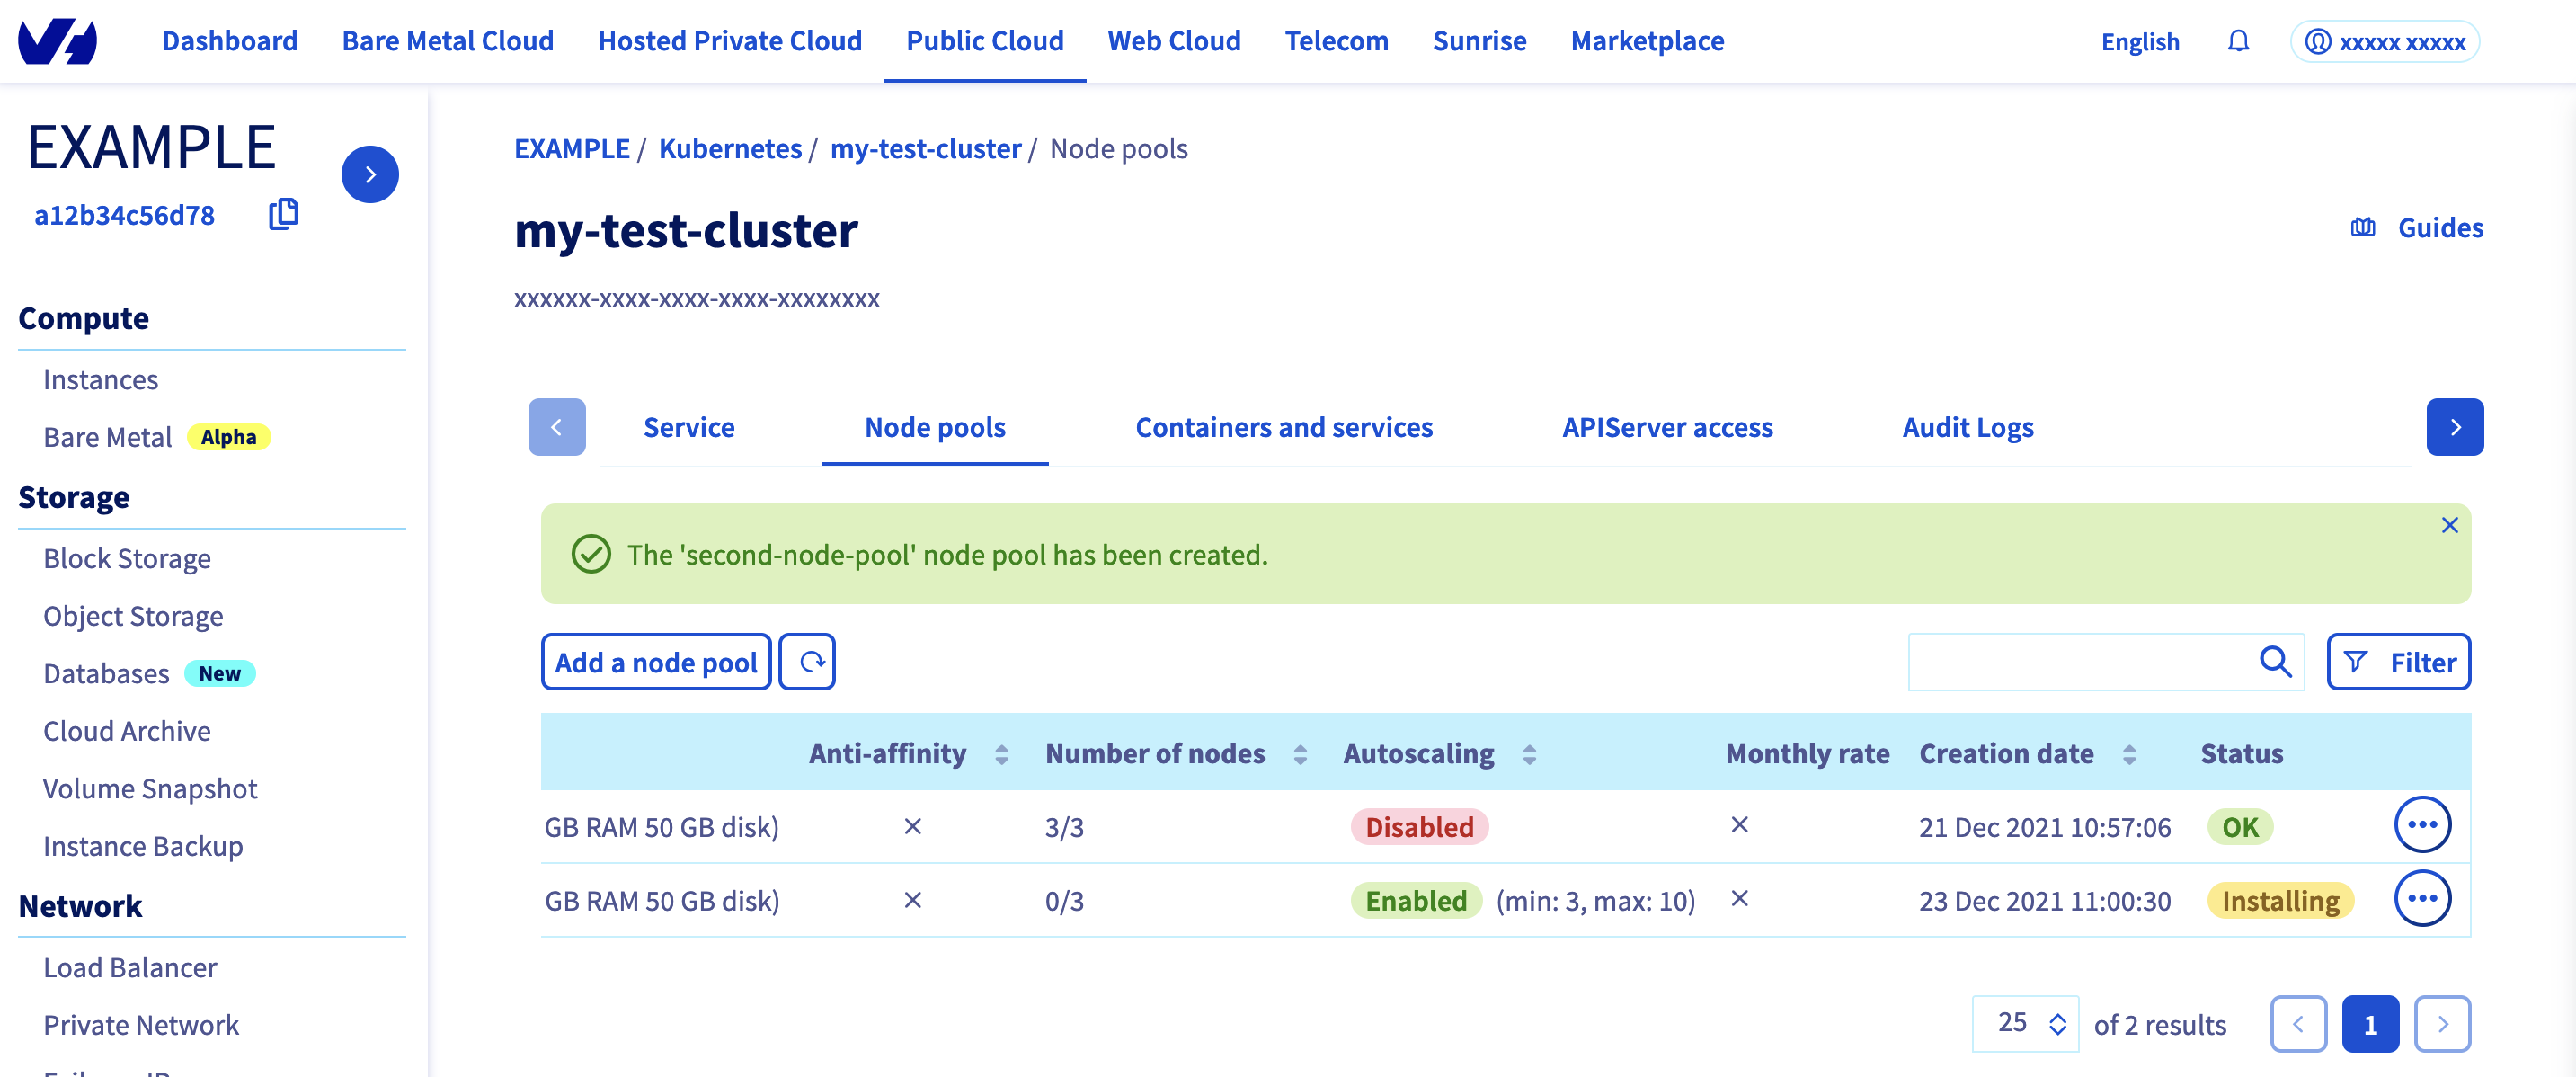 Dashboard Bare Metal Cloud Hosted Private Cloud Public Cloud Web Cloud Telecom Sunrise Marketplace English xxxxx xxxxx
EXAMPLE
a12b34c56d78
Compute
Instances
Bare Metal Alpha
Storage
Block Storage
Object Storage
Databases New
Cloud Archive
Volume Snapshot
Instance Backup
Network
Load Balancer
Private Network
EXAMPLE / Kubernetes / my-test-cluster / Node pools
my-test-cluster
Guides
xxxxxx-xxxx-xxxx-xxxx-xxxxxxxx
Service Node pools Containers and services APIServer access Audit Logs
The 'second-node-pool' node pool has been created.
Add a node pool Filter
Anti-affinity Number of nodes Autoscaling Monthly rate Creation date Status
GB RAM 50 GB disk) 3/3 Disabled 21 Dec 2021 10:57:06 OK
GB RAM 50 GB disk) 0/3 Enabled (min: 3, max: 10) 23 Dec 2021 11:00:30 Installing
25 of 2 results 1